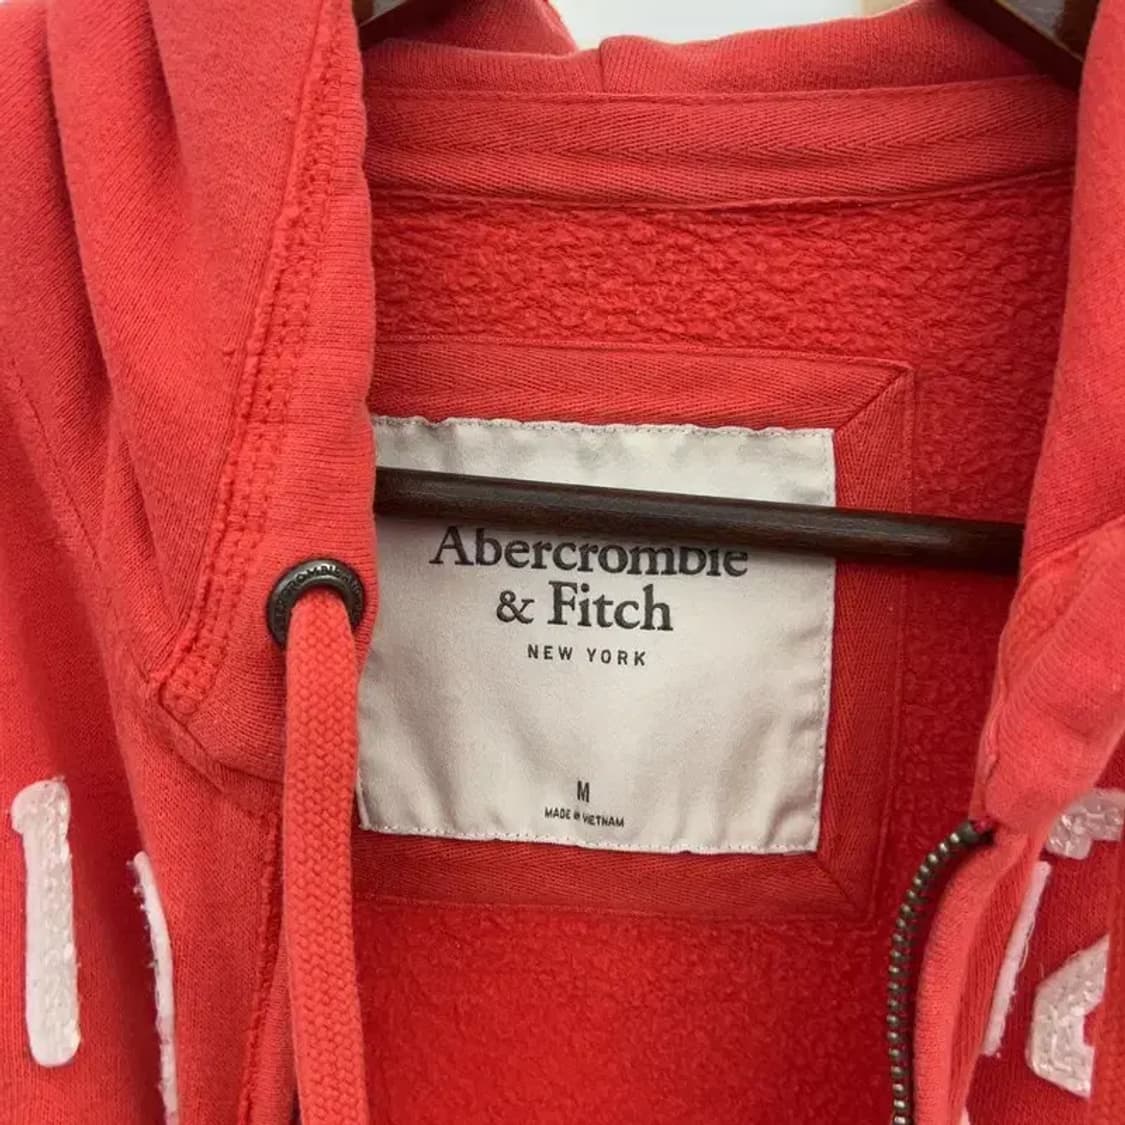 Abercrombie
& Fitch
NEW YORK
M
MADE IN VIETNAM